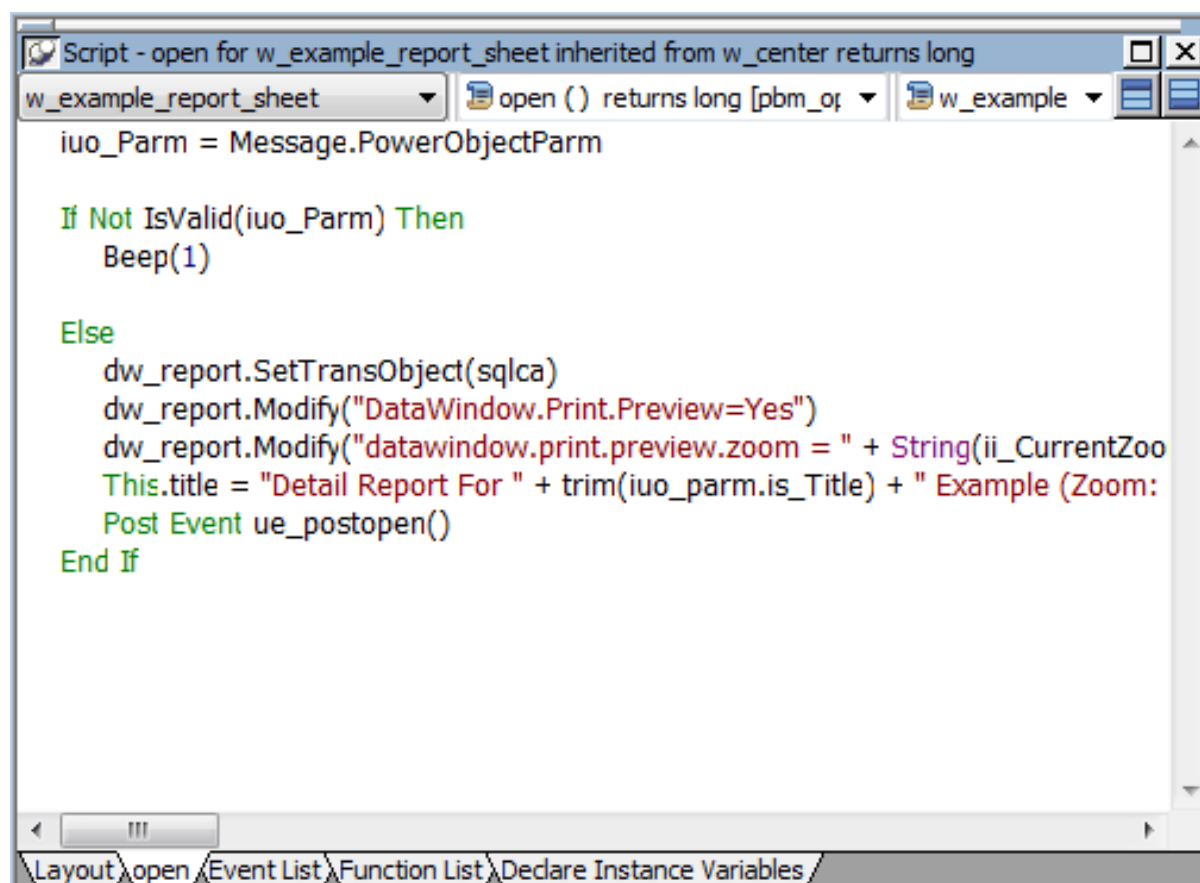 Script - open for w_example_report_sheet inherited from w_center returns long
w_example_report_sheet open ( ) returns long [pbm_op w_example
iuo_Parm = Message.PowerObjectParm
If Not IsValid(iuo_Parm) Then
Beep(1)
Else
dw_report.SetTransObject(sqlca)
dw_report.Modify("DataWindow.Print.Preview=Yes")
dw_report.Modify("datawindow.print.preview.zoom = " + String(ii_CurrentZoo
This.title = "Detail Report For " + trim(iuo_parm.is_Title) + " Example (Zoom:
Post Event ue_postopen()
End If
Layout open Event List Function List Declare Instance Variables